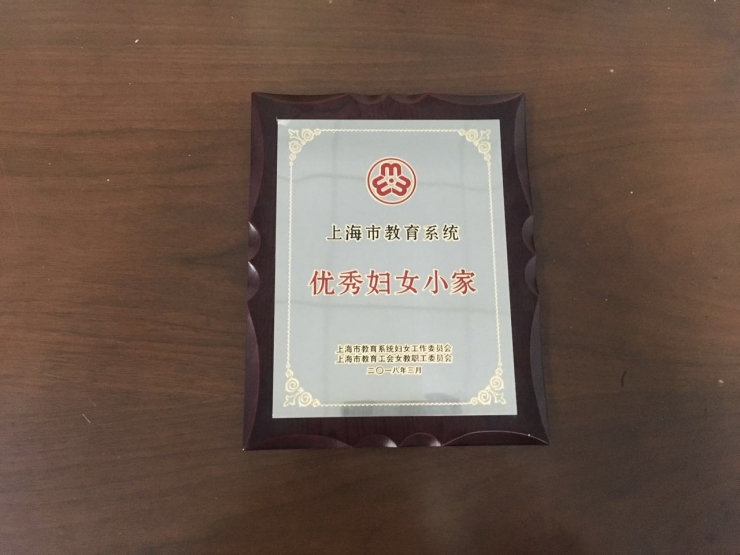 上海市教育系统
优秀妇女小家
上海市教育系统妇女工作委员会
上海市教育工会女教职工委员会
二〇一八年三月